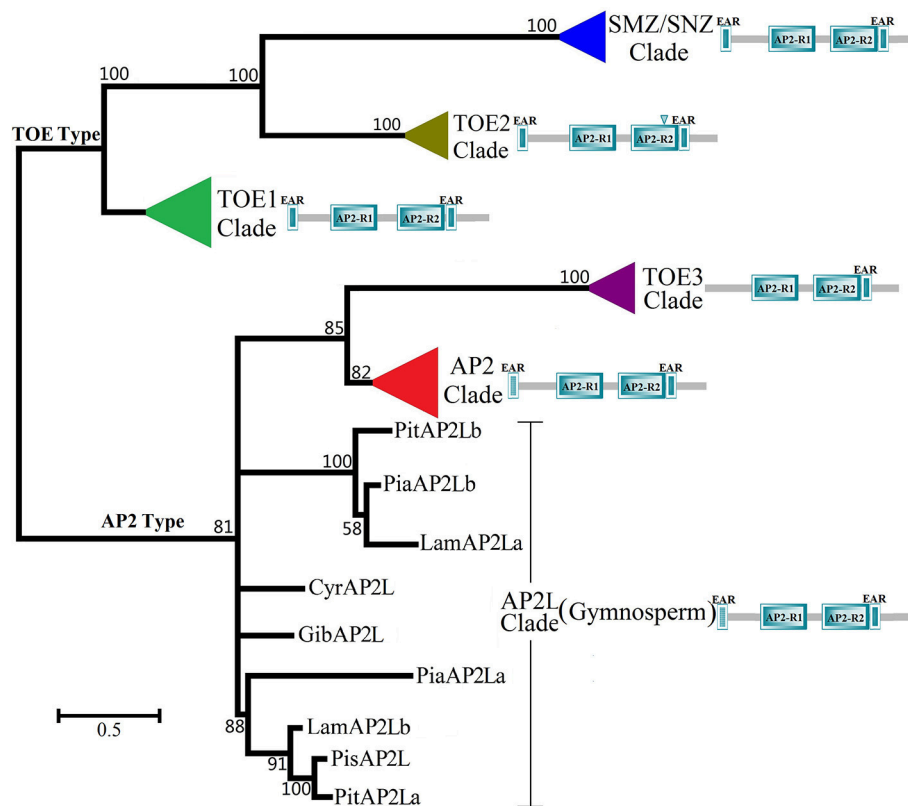 100
SMZ/SNZ
Clade
EAR
AP2-R1
AP2-R2
EAR
100
100
TOE Type
100
TOE2
Clade
EAR
AP2-R1
AP2-R2
EAR
TOE1
Clade
EAR
AP2-R1
AP2-R2
EAR
100
TOE3
Clade
AP2-R1
AP2-R2
EAR
85
82
AP2
Clade
EAR
AP2-R1
AP2-R2
EAR
PitAP2Lb
100
PiaAP2Lb
58
LamAP2La
AP2 Type
81
CyrAP2L
AP2L
Clade
(Gymnosperm)
EAR
AP2-R1
AP2-R2
EAR
GibAP2L
PiaAP2La
88
LamAP2Lb
91
PisAP2L
100
PitAP2La
0.5